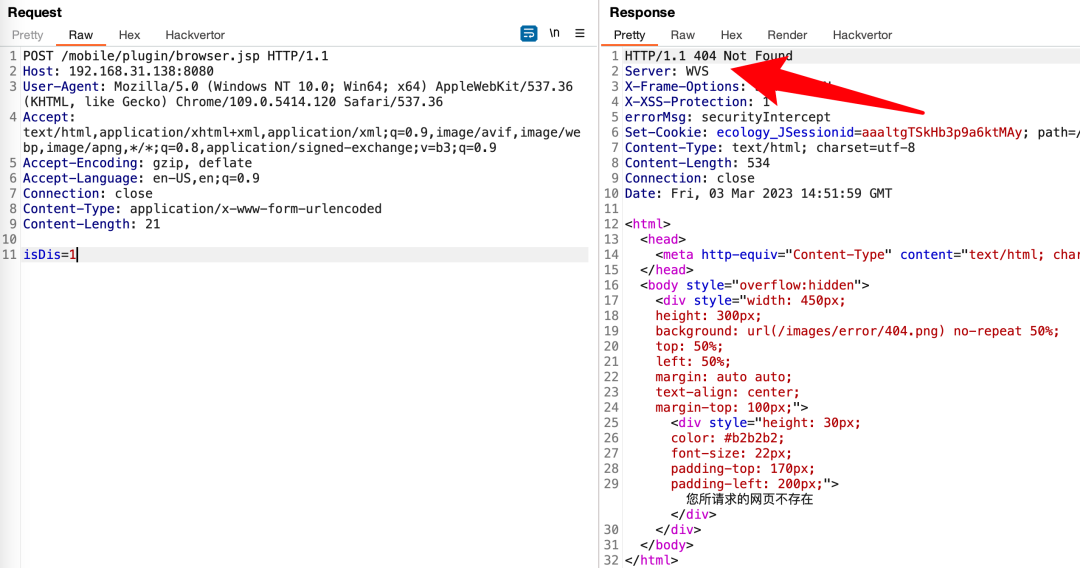 Request
Pretty Raw Hex Hackvertor
\n
1 POST /mobile/plugin/browser.jsp HTTP/1.1
2 Host: 192.168.31.138:8080
3 User-Agent: Mozilla/5.0 (Windows NT 10.0; Win64; x64) AppleWebKit/537.36
(KHTML, like Gecko) Chrome/109.0.5414.120 Safari/537.36
4 Accept:
text/html,application/xhtml+xml,application/xml;q=0.9,image/avif,image/we
bp,image/apng,*/*;q=0.8,application/signed-exchange;v=b3;q=0.9
5 Accept-Encoding: gzip, deflate
6 Accept-Language: en-US,en;q=0.9
7 Connection: close
8 Content-Type: application/x-www-form-urlencoded
9 Content-Length: 21
10
11 isDis=1
Response
Pretty Raw Hex Render Hackvertor
1 HTTP/1.1 404 Not Found
2 Server: WVS
3 X-Frame-Options:
4 X-XSS-Protection: 1
5 errorMsg: securityIntercept
6 Set-Cookie: ecology_JSessionid=aaaltgTSkHb3p9a6ktMAy; path=/
7 Content-Type: text/html; charset=utf-8
8 Content-Length: 534
9 Connection: close
10 Date: Fri, 03 Mar 2023 14:51:59 GMT
11
12 <html>
13 <head>
14 <meta http-equiv="Content-Type" content="text/html; char
15 </head>
16 <body style="overflow:hidden">
17 <div style="width: 450px;
18 height: 300px;
19 background: url(/images/error/404.png) no-repeat 50%;
20 top: 50%;
21 left: 50%;
22 margin: auto auto;
23 text-align: center;
24 margin-top: 100px;">
25 <div style="height: 30px;
26 color: #b2b2b2;
27 font-size: 22px;
28 padding-top: 170px;
29 padding-left: 200px;">
您所请求的网页不存在
</div>
30 </div>
31 </body>
32 </html>